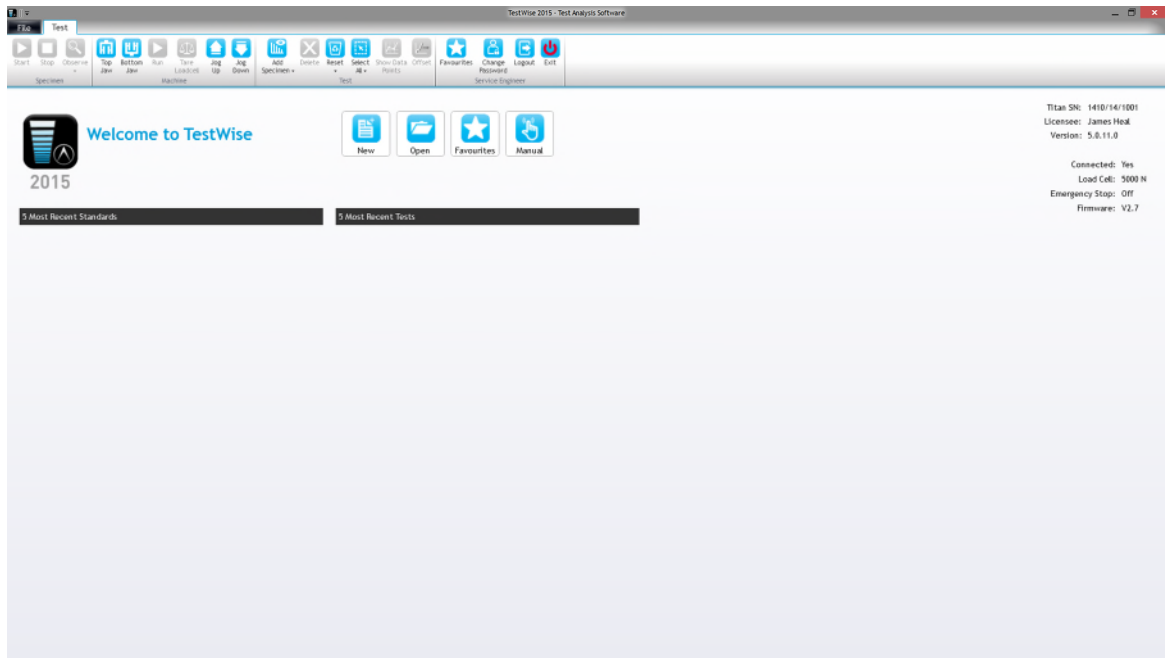 TestWise 2015 - Test Analysis Software
File Test
Start Stop Observe Top Jaw Bottom Jaw Run Tare Loadcell Jog Up Jog Down Add Specimen Delete Reset Select All Show Data Points Offset Favourites Change Password Logout Exit
Specimen Machine Test Service Engineer
Welcome to TestWise
2015
New Open Favourites Manual
Titan SN: 1410/14/1001
Licensee: James Heal
Version: 5.0.11.0
Connected: Yes
Load Cell: 5000 N
Emergency Stop: Off
Firmware: V2.7
5 Most Recent Standards
5 Most Recent Tests